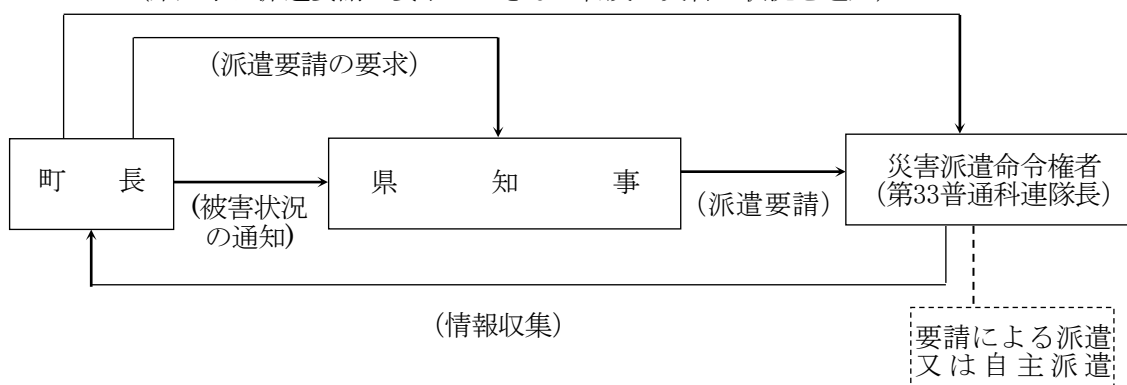 (派遣要請の要求)
町 長
県 知 事
災害派遣命令権者
(第33普通科連隊長)
(被害状況
の通知)
(派遣要請)
(情報収集)
要請による派遣
又は自主派遣